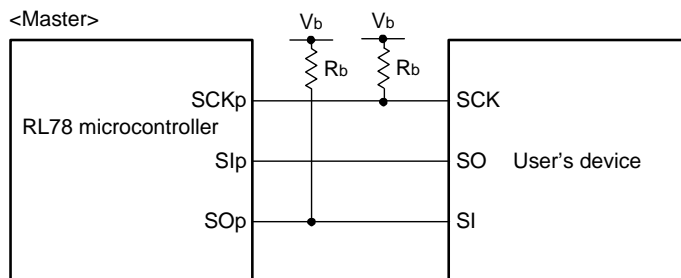 <Master>
Vb Vb
Rb Rb
SCKp SCK
RL78 microcontroller
SIp SO User's device
SOp SI